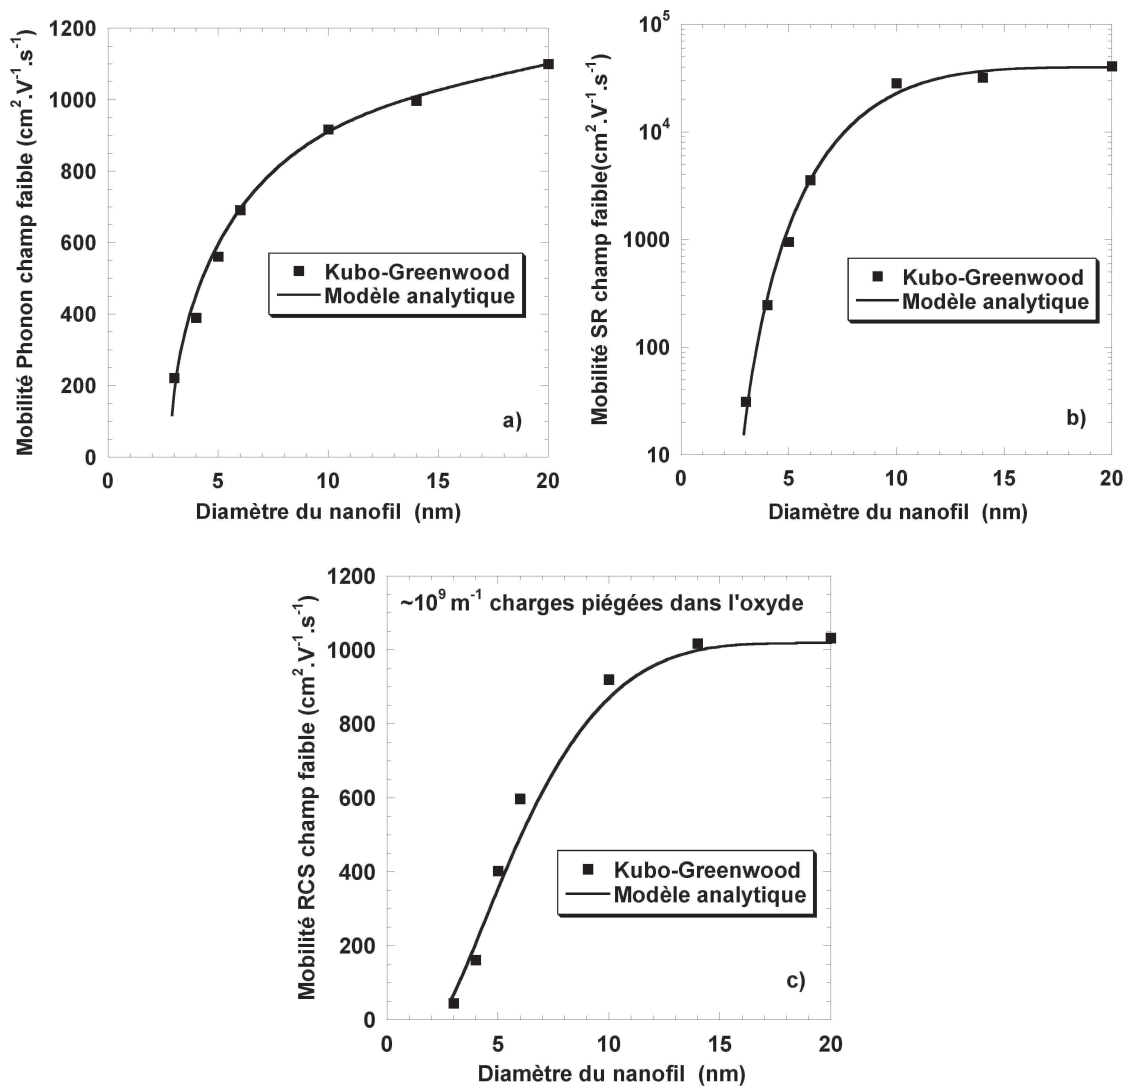 Mobilité Phonon champ faible (cm².V⁻¹.s⁻¹)
1200
1000
800
600
400
200
0
Kubo-Greenwood
Modèle analytique
a)
0 5 10 15 20
Diamètre du nanofil (nm)
Mobilité SR champ faible(cm².V⁻¹.s⁻¹)
10⁵
10⁴
1000
100
10
Kubo-Greenwood
Modèle analytique
b)
0 5 10 15 20
Diamètre du nanofil (nm)
Mobilité RCS champ faible (cm².V⁻¹.s⁻¹)
1200
1000
800
600
400
200
0
~10⁹ m⁻¹ charges piégées dans l'oxyde
Kubo-Greenwood
Modèle analytique
c)
0 5 10 15 20
Diamètre du nanofil (nm)